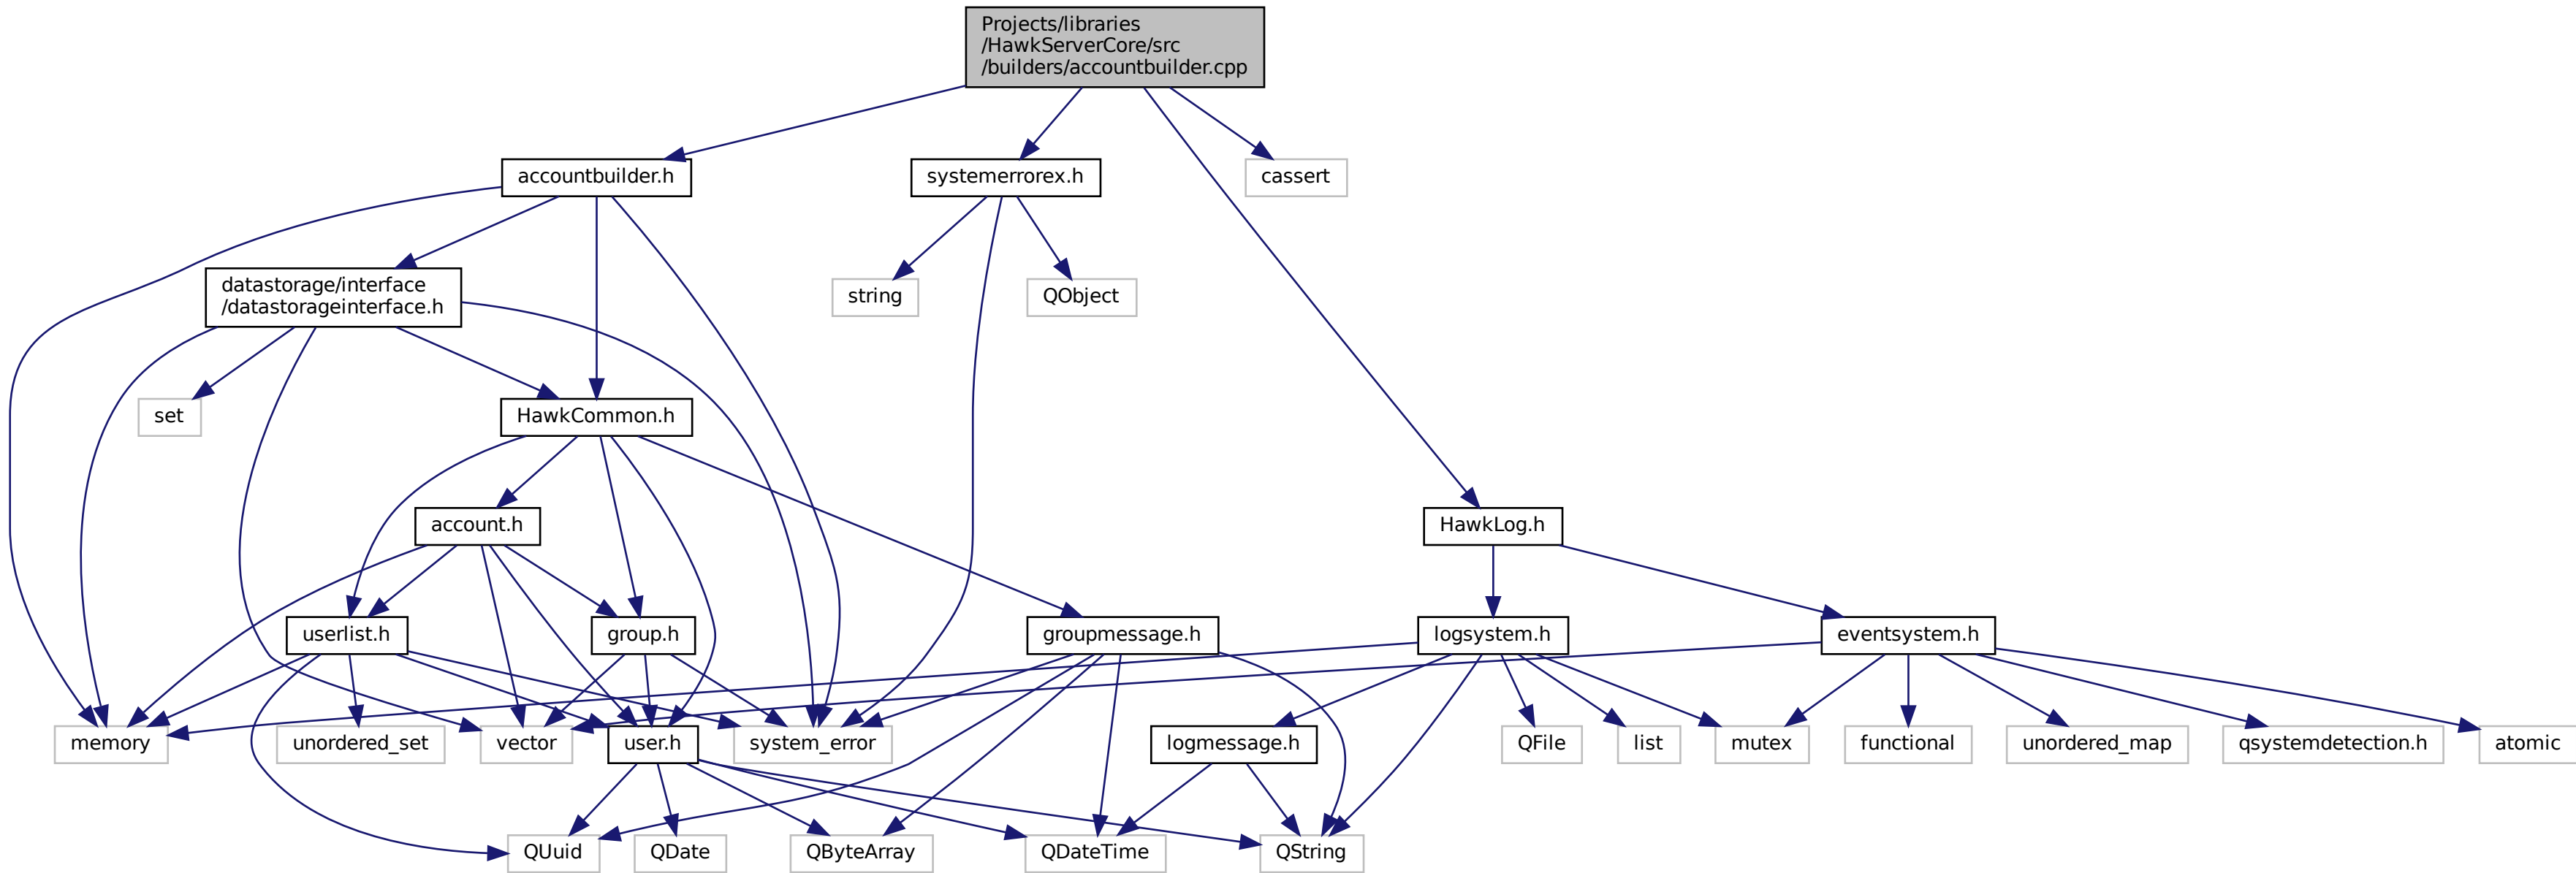 Projects/libraries
/HawkServerCore/src
/builders/accountbuilder.cpp
accountbuilder.h
systemerrorex.h
cassert
datastorage/interface
/datastorageinterface.h
string
QObject
set
HawkCommon.h
account.h
HawkLog.h
userlist.h
group.h
groupmessage.h
logsystem.h
eventsystem.h
memory
unordered_set
vector
user.h
system_error
logmessage.h
QFile
list
mutex
functional
unordered_map
qsystemdetection.h
atomic
QUuid
QDate
QByteArray
QDateTime
QString